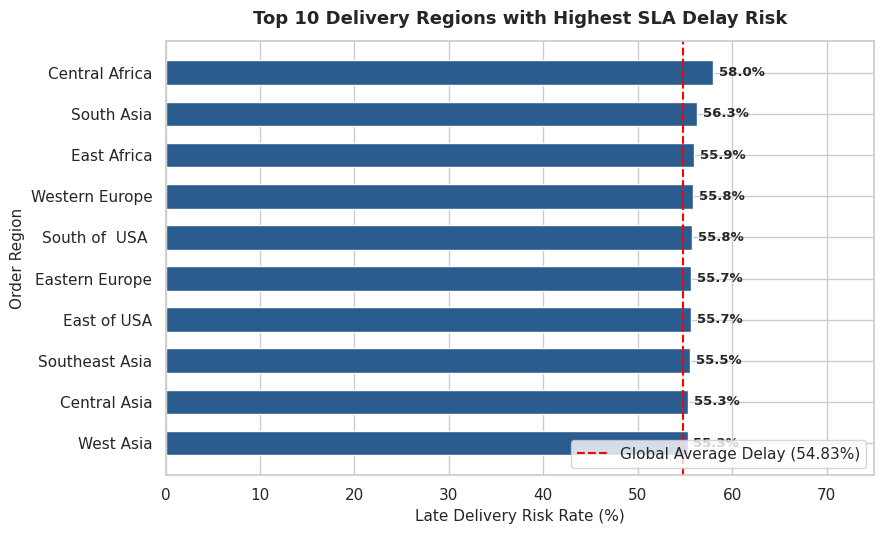 Top 10 Delivery Regions with Highest SLA Delay Risk
Order Region
Central Africa 58.0%
South Asia 56.3%
East Africa 55.9%
Western Europe 55.8%
South of  USA 55.8%
Eastern Europe 55.7%
East of USA 55.7%
Southeast Asia 55.5%
Central Asia 55.3%
West Asia 55.3%
Global Average Delay (54.83%)
0 10 20 30 40 50 60 70
Late Delivery Risk Rate (%)